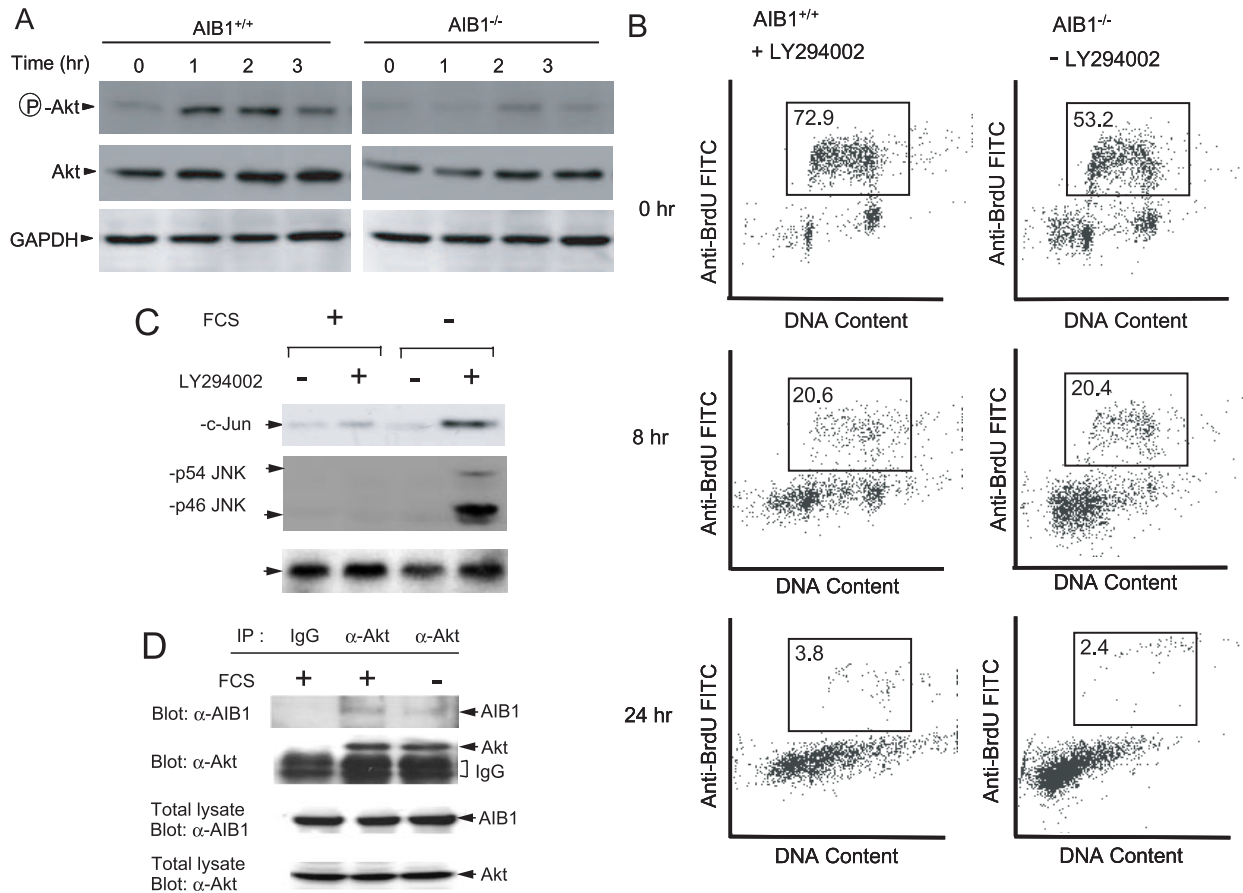 A
AIB1+/+
AIB1-/-
Time (hr) 0 1 2 3 0 1 2 3
Ⓟ-Akt
Akt
GAPDH
B
AIB1+/+
+ LY294002
AIB1-/-
- LY294002
0 hr
72.9
Anti-BrdU FITC
DNA Content
53.2
Anti-BrdU FITC
DNA Content
8 hr
20.6
Anti-BrdU FITC
DNA Content
20.4
Anti-BrdU FITC
DNA Content
24 hr
3.8
Anti-BrdU FITC
DNA Content
2.4
Anti-BrdU FITC
DNA Content
C
FCS + -
LY294002 - + - +
-c-Jun
-p54 JNK
-p46 JNK
D
IP : IgG α-Akt α-Akt
FCS + + -
Blot: α-AIB1 AIB1
Blot: α-Akt Akt
IgG
Total lysate
Blot: α-AIB1 AIB1
Total lysate
Blot: α-Akt Akt